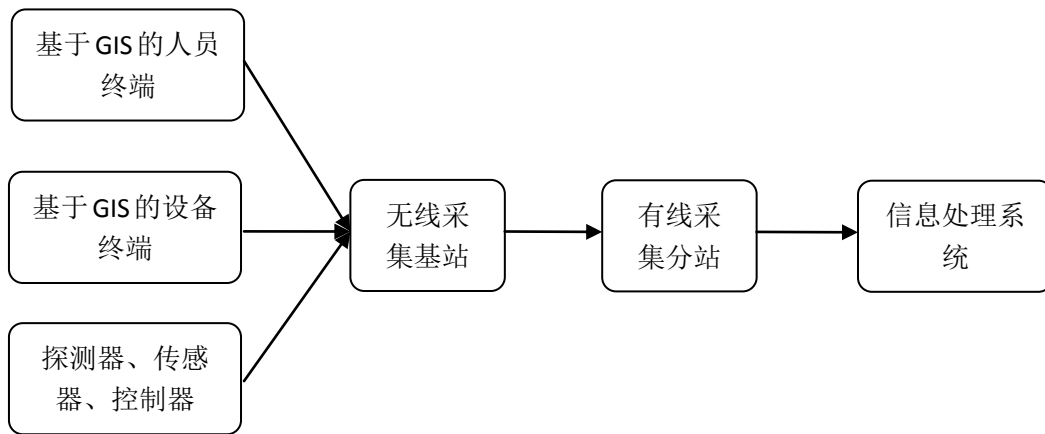 基于GIS的人员
终端
基于GIS的设备
终端
探测器、传感
器、控制器
无线采
集基站
有线采
集分站
信息处理系
统